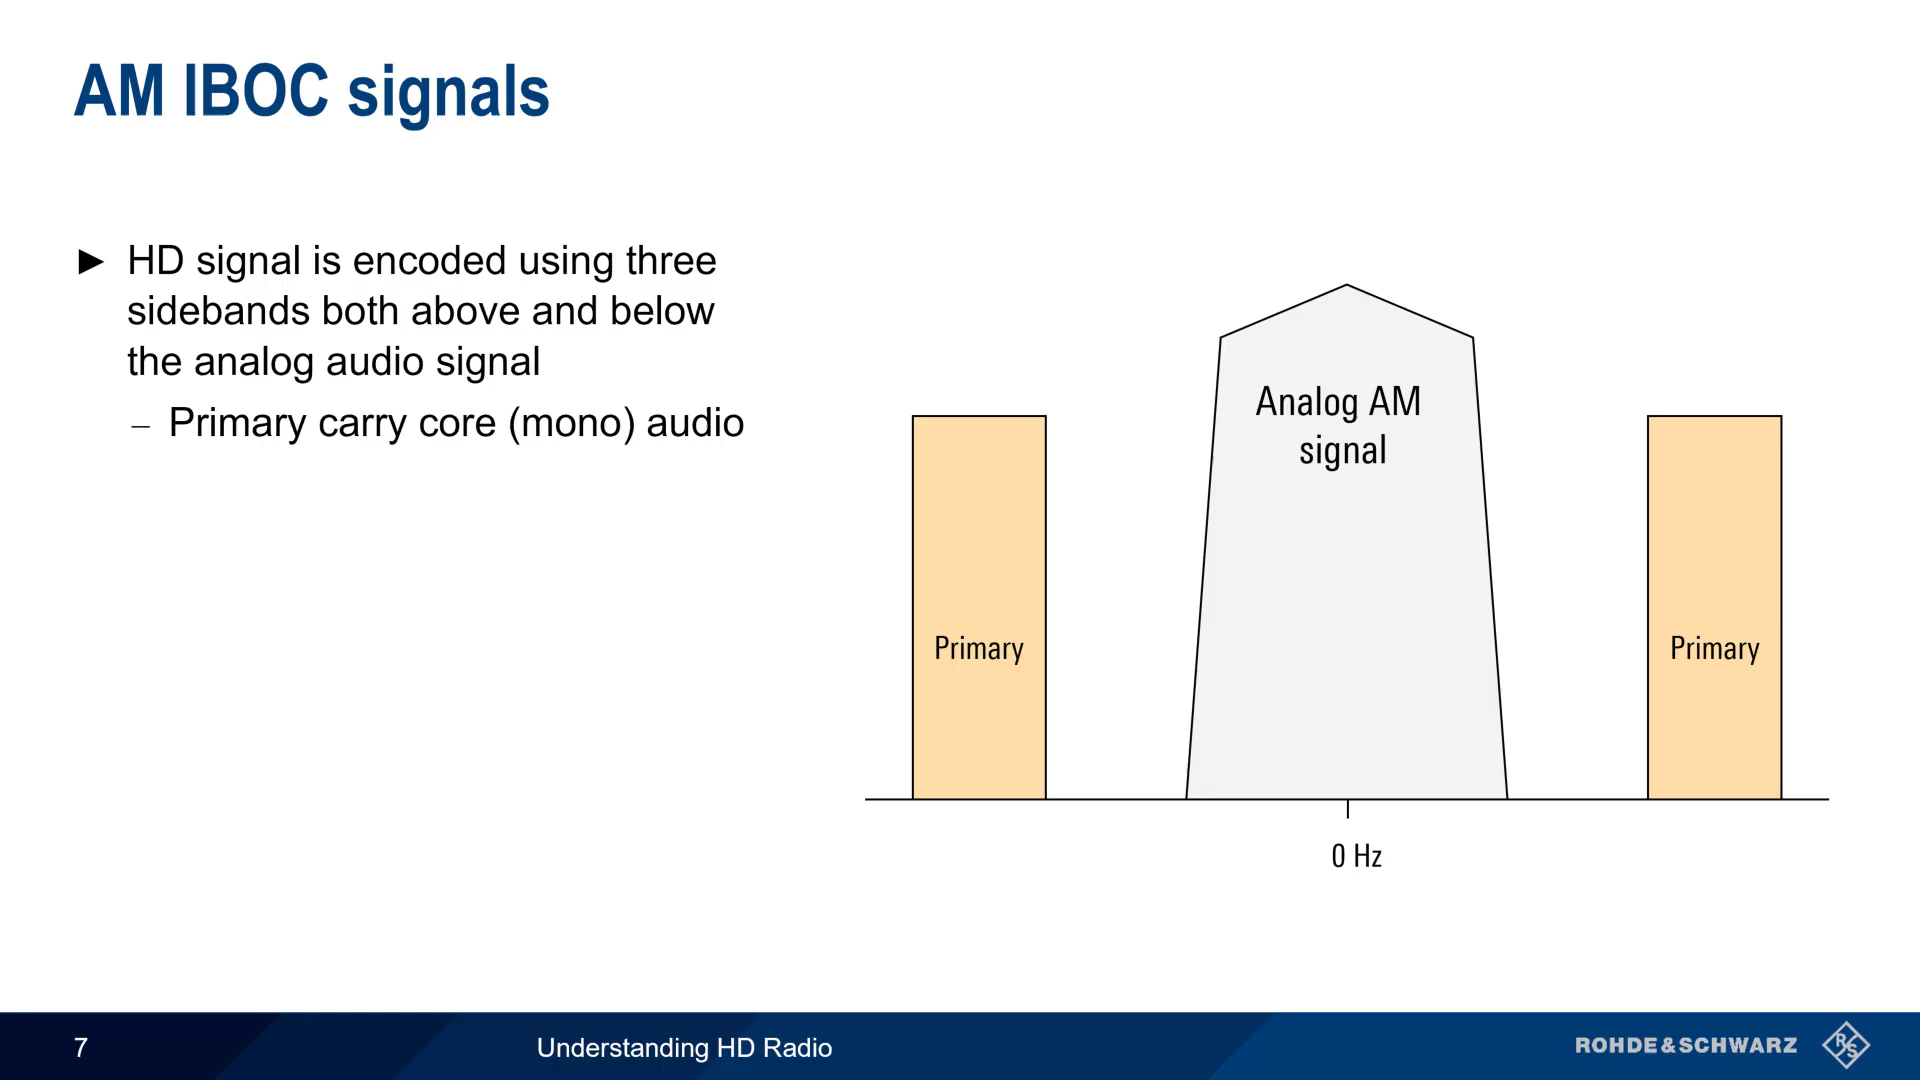 AM IBOC signals
► HD signal is encoded using three
sidebands both above and below
the analog audio signal
– Primary carry core (mono) audio
Analog AM
signal
Primary
Primary
0 Hz
7
Understanding HD Radio
ROHDE&SCHWARZ
R&S